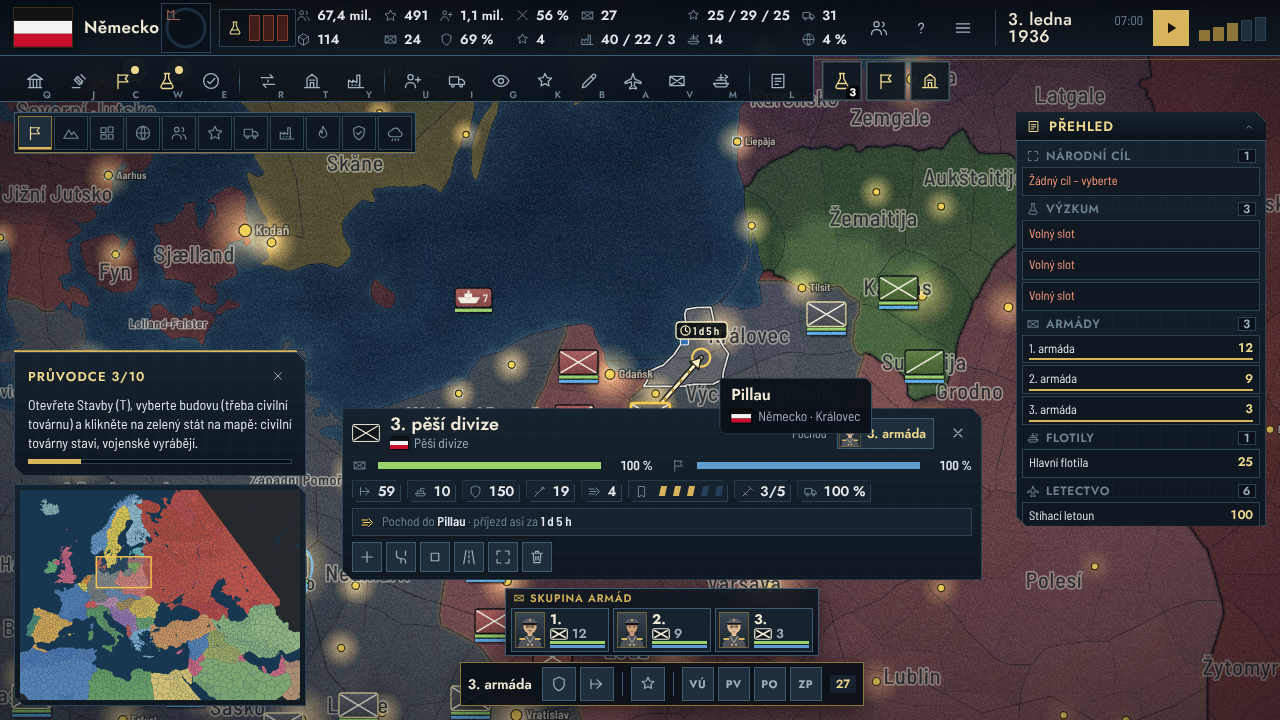 Německo
67,4 mil.
491
1,1 mil.
56 %
27
25 / 29 / 25
31
114
24
69 %
4
40 / 22 / 3
14
4 %
?
3. ledna
1936
07:00
Q
J
C
W
E
R
T
Y
U
I
G
K
B
A
V
M
L
3
Latgale
Zemgale
Liepāja
Skåne
Aarhus
Jižní Jutsko
Kodaň
Sjælland
Fyn
Lolland-Falster
Žemaitija
Tilsit
7
1 d 5 h
Gdaňsk
Grodno
PŘEHLED
NÁRODNÍ CÍL
1
Žádný cíl – vyberte
VÝZKUM
3
Volný slot
Volný slot
Volný slot
ARMÁDY
3
1. armáda
12
2. armáda
9
3. armáda
3
FLOTILY
1
Hlavní flotila
25
LETECTVO
6
Stíhací letoun
100
PRŮVODCE 3/10
Otevřete Stavby (T), vyberte budovu (třeba civilní
továrnu) a klikněte na zelený stát na mapě: civilní
továrny staví, vojenské vyrábějí.
Pillau
Německo · Královec
3. pěší divize
Pěší divize
Pochod
3. armáda
100 %
100 %
59
10
150
19
4
3/5
100 %
Pochod do Pillau · příjezd asi za 1 d 5 h
SKUPINA ARMÁD
1.
12
2.
9
3.
3
3. armáda
VÚ
PV
PO
ZP
27
Polesí
Lublin
Vratislav